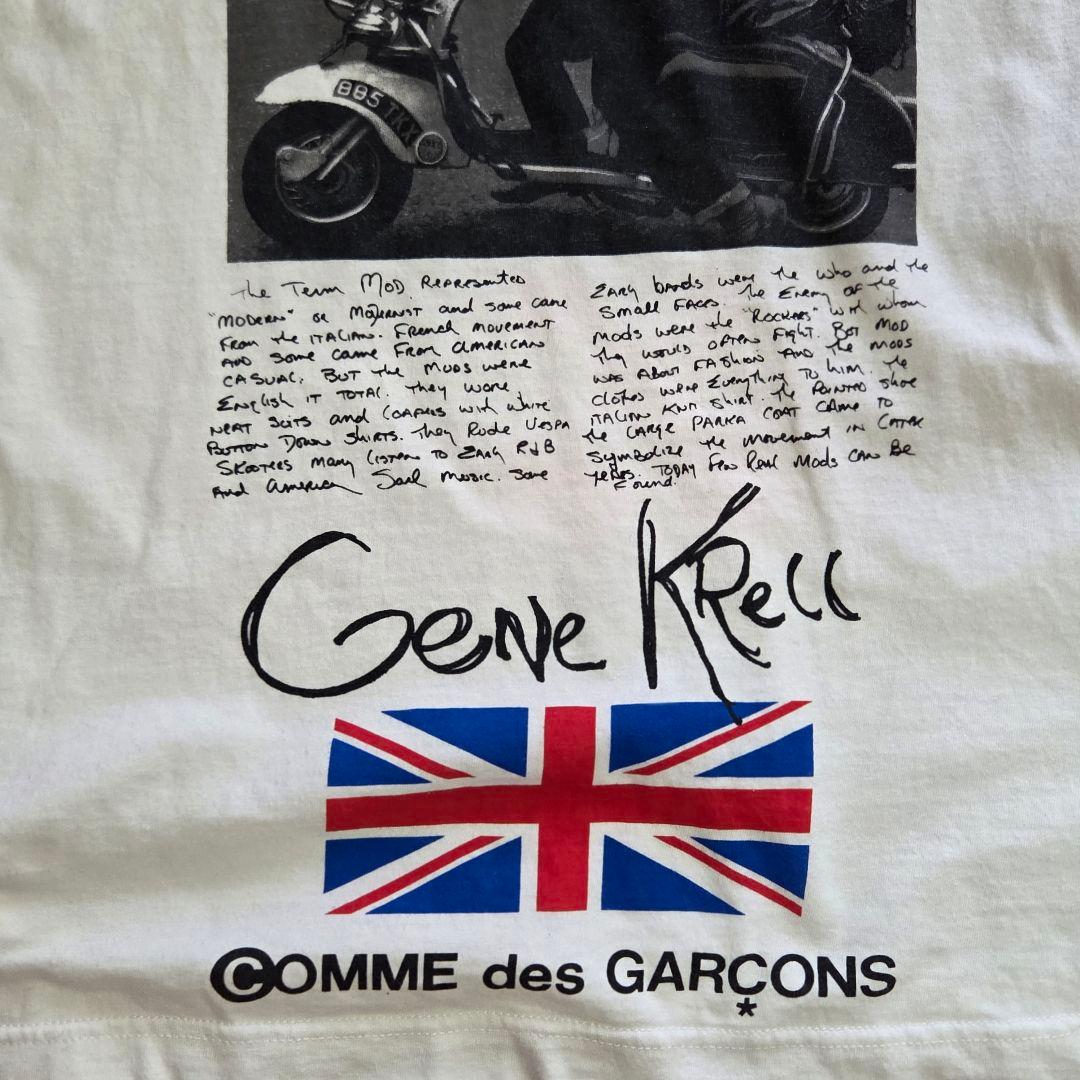 885 TKX
The Term MOD Represented
"MODERN" OR MODERNIST and some came
From the ITALIAN. French movement
AND some came From American
CASUAL. BUT the MODS were
English IT TOTAL. They wore
NEAT Suits and LOAFERS with white
BUTTON DOWN shirts. They Rode Vespa
Skooters many Listen TO Early R&B
And American Soul music. Some
Early bands were the Who and the
Small Faces. The Enemy of the
Mods were the "Rockers" with whom
They would often Fight. BOT MOD
WAS ABOUT FASHION AND the MODS
clothes were Everything TO him. The
ITALIAN KNIT shirt. The POINTED shoe
the LARGE PARKA COAT CAME TO
Symbolize the movement IN LATTER
years. TODAY Few Real Mods CAN Be
Found.
Gene Krell
COMME des GARÇONS
*